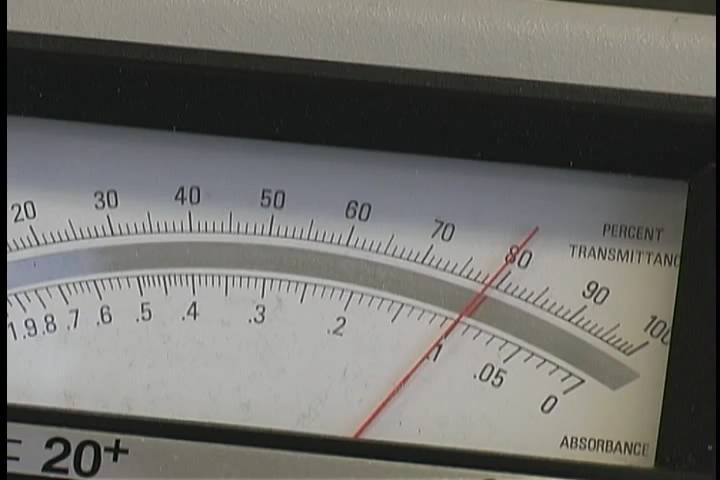 20 30 40 50 60 70 80 90 100
PERCENT
TRANSMITTANC
1 .9 .8 .7 .6 .5 .4 .3 .2 .1 .05 0
ABSORBANCE
20+